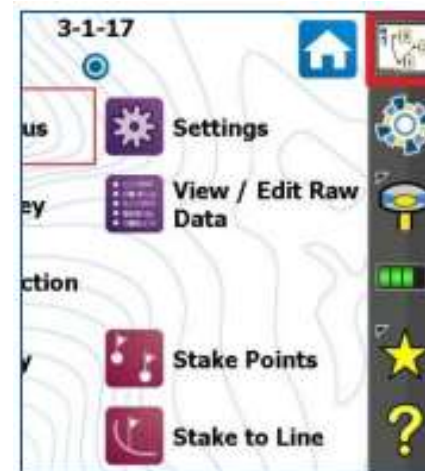 3-1-17
us
Settings
ey
View / Edit Raw
Data
ction
y
Stake Points
Stake to Line
?